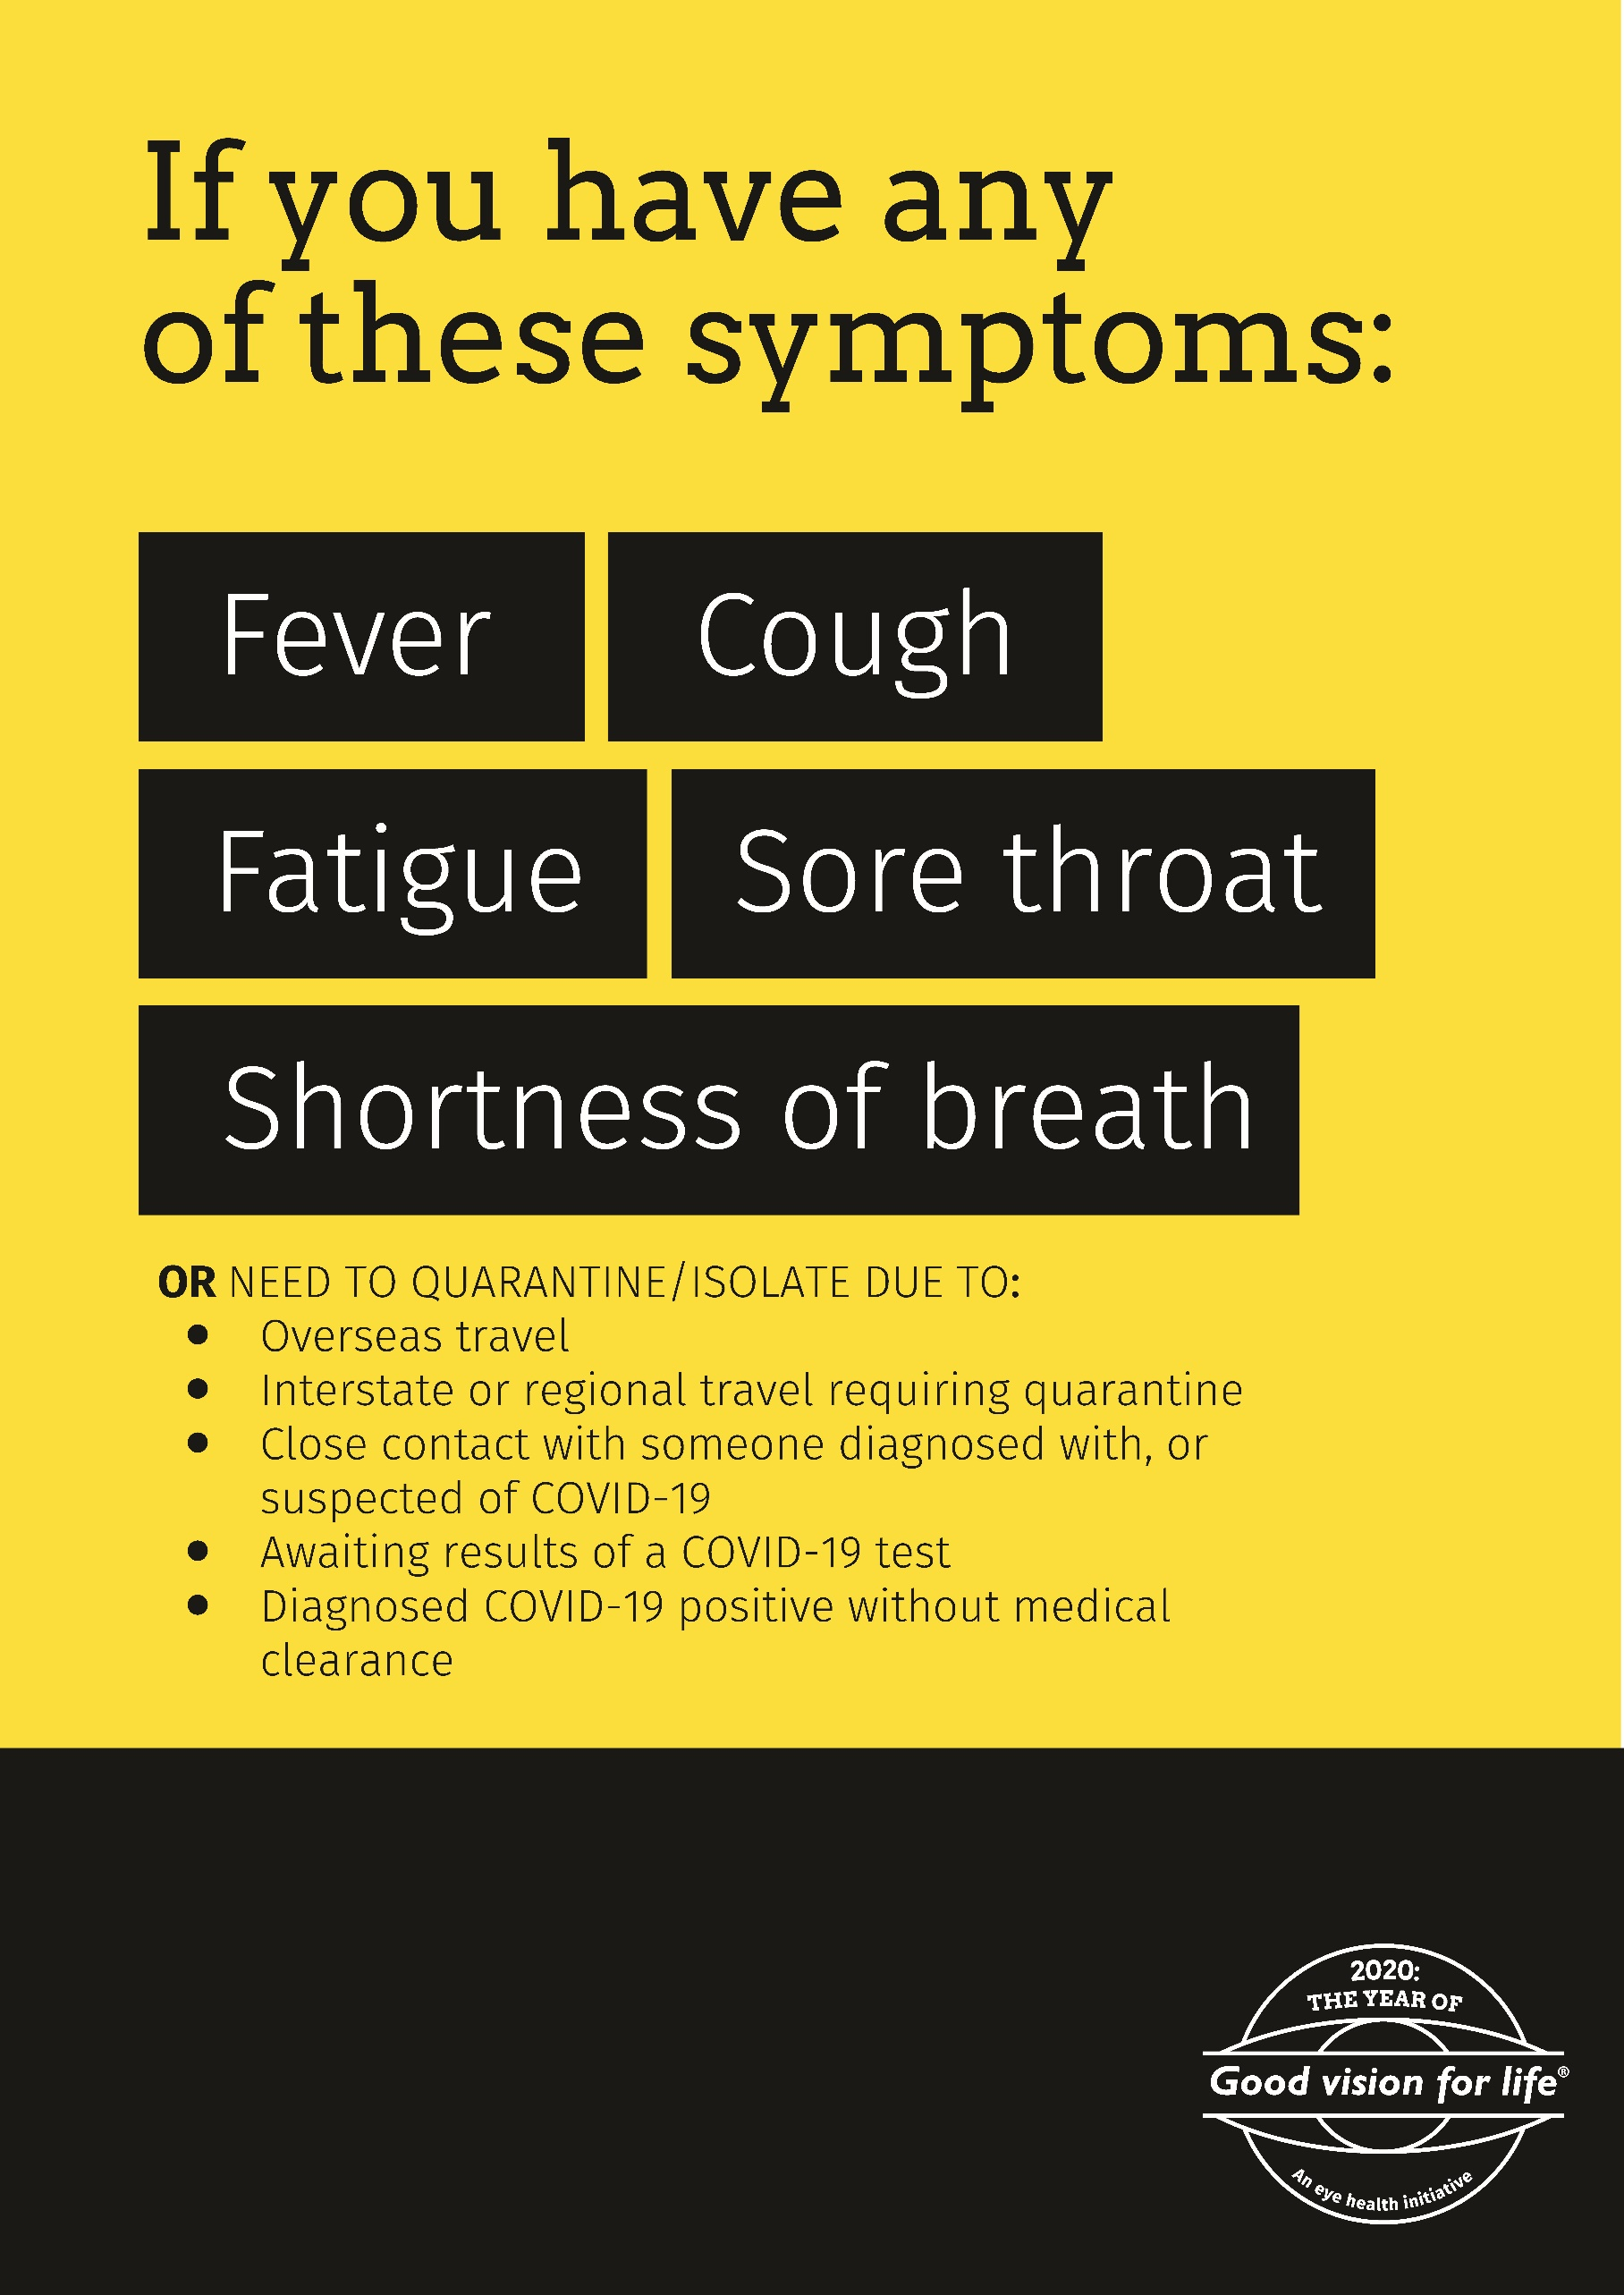 If you have any
of these symptoms:
Fever Cough
Fatigue Sore throat
Shortness of breath
OR NEED TO QUARANTINE/ISOLATE DUE TO:
● Overseas travel
● Interstate or regional travel requiring quarantine
● Close contact with someone diagnosed with, or
suspected of COVID-19
● Awaiting results of a COVID-19 test
● Diagnosed COVID-19 positive without medical
clearance
2020:
THE YEAR OF
Good vision for life®
An eye health initiative